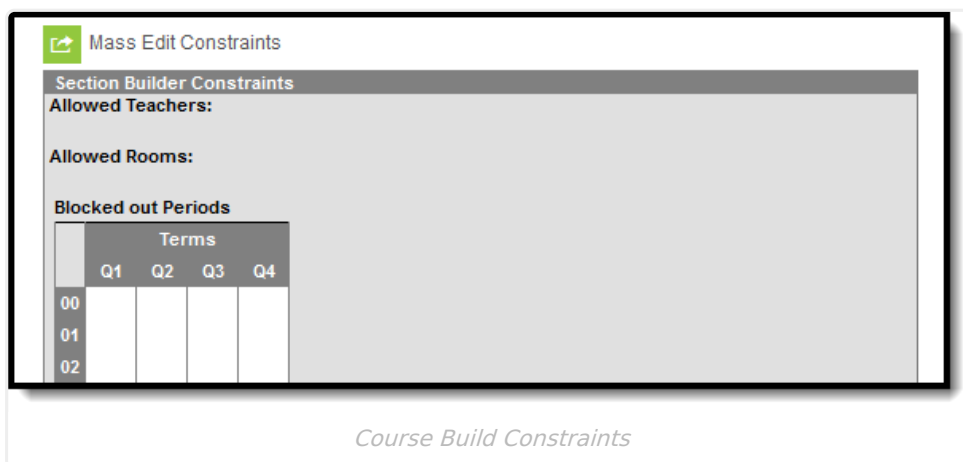 Mass Edit Constraints
Section Builder Constraints
Allowed Teachers:
Allowed Rooms:
Blocked out Periods
Terms
Q1 Q2 Q3 Q4
00
01
02
Course Build Constraints